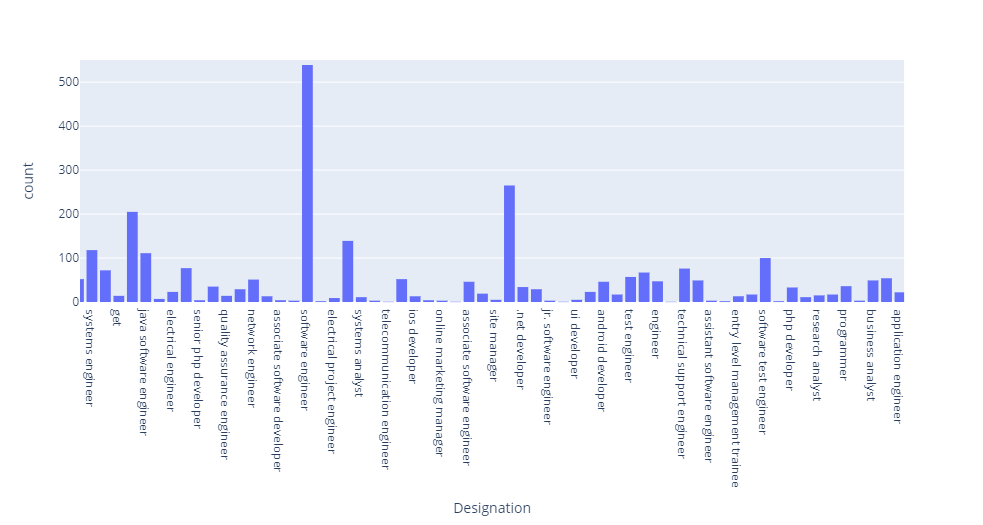 500
400
300
200
100
0
count
systems engineer
get
java software engineer
electrical engineer
senior php developer
quality assurance engineer
network engineer
associate software developer
software engineer
electrical project engineer
systems analyst
telecommunication engineer
ios developer
online marketing manager
associate software engineer
site manager
.net developer
jr. software engineer
ui developer
android developer
test engineer
engineer
technical support engineer
assistant software engineer
entry level management trainee
software test engineer
php developer
research analyst
programmer
business analyst
application engineer
Designation